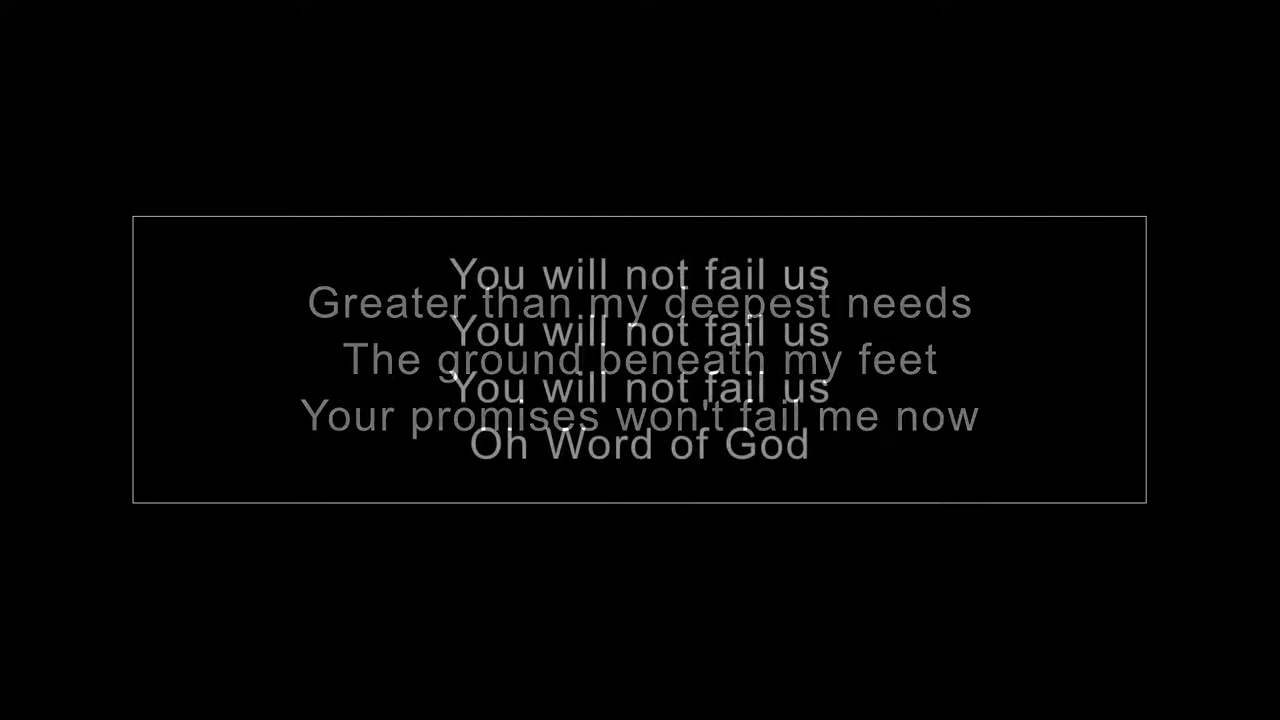 You will not fail us
Greater than my deepest needs
You will not fail us
The ground beneath my feet
You will not fail us
Your promises won't fail me now
Oh Word of God